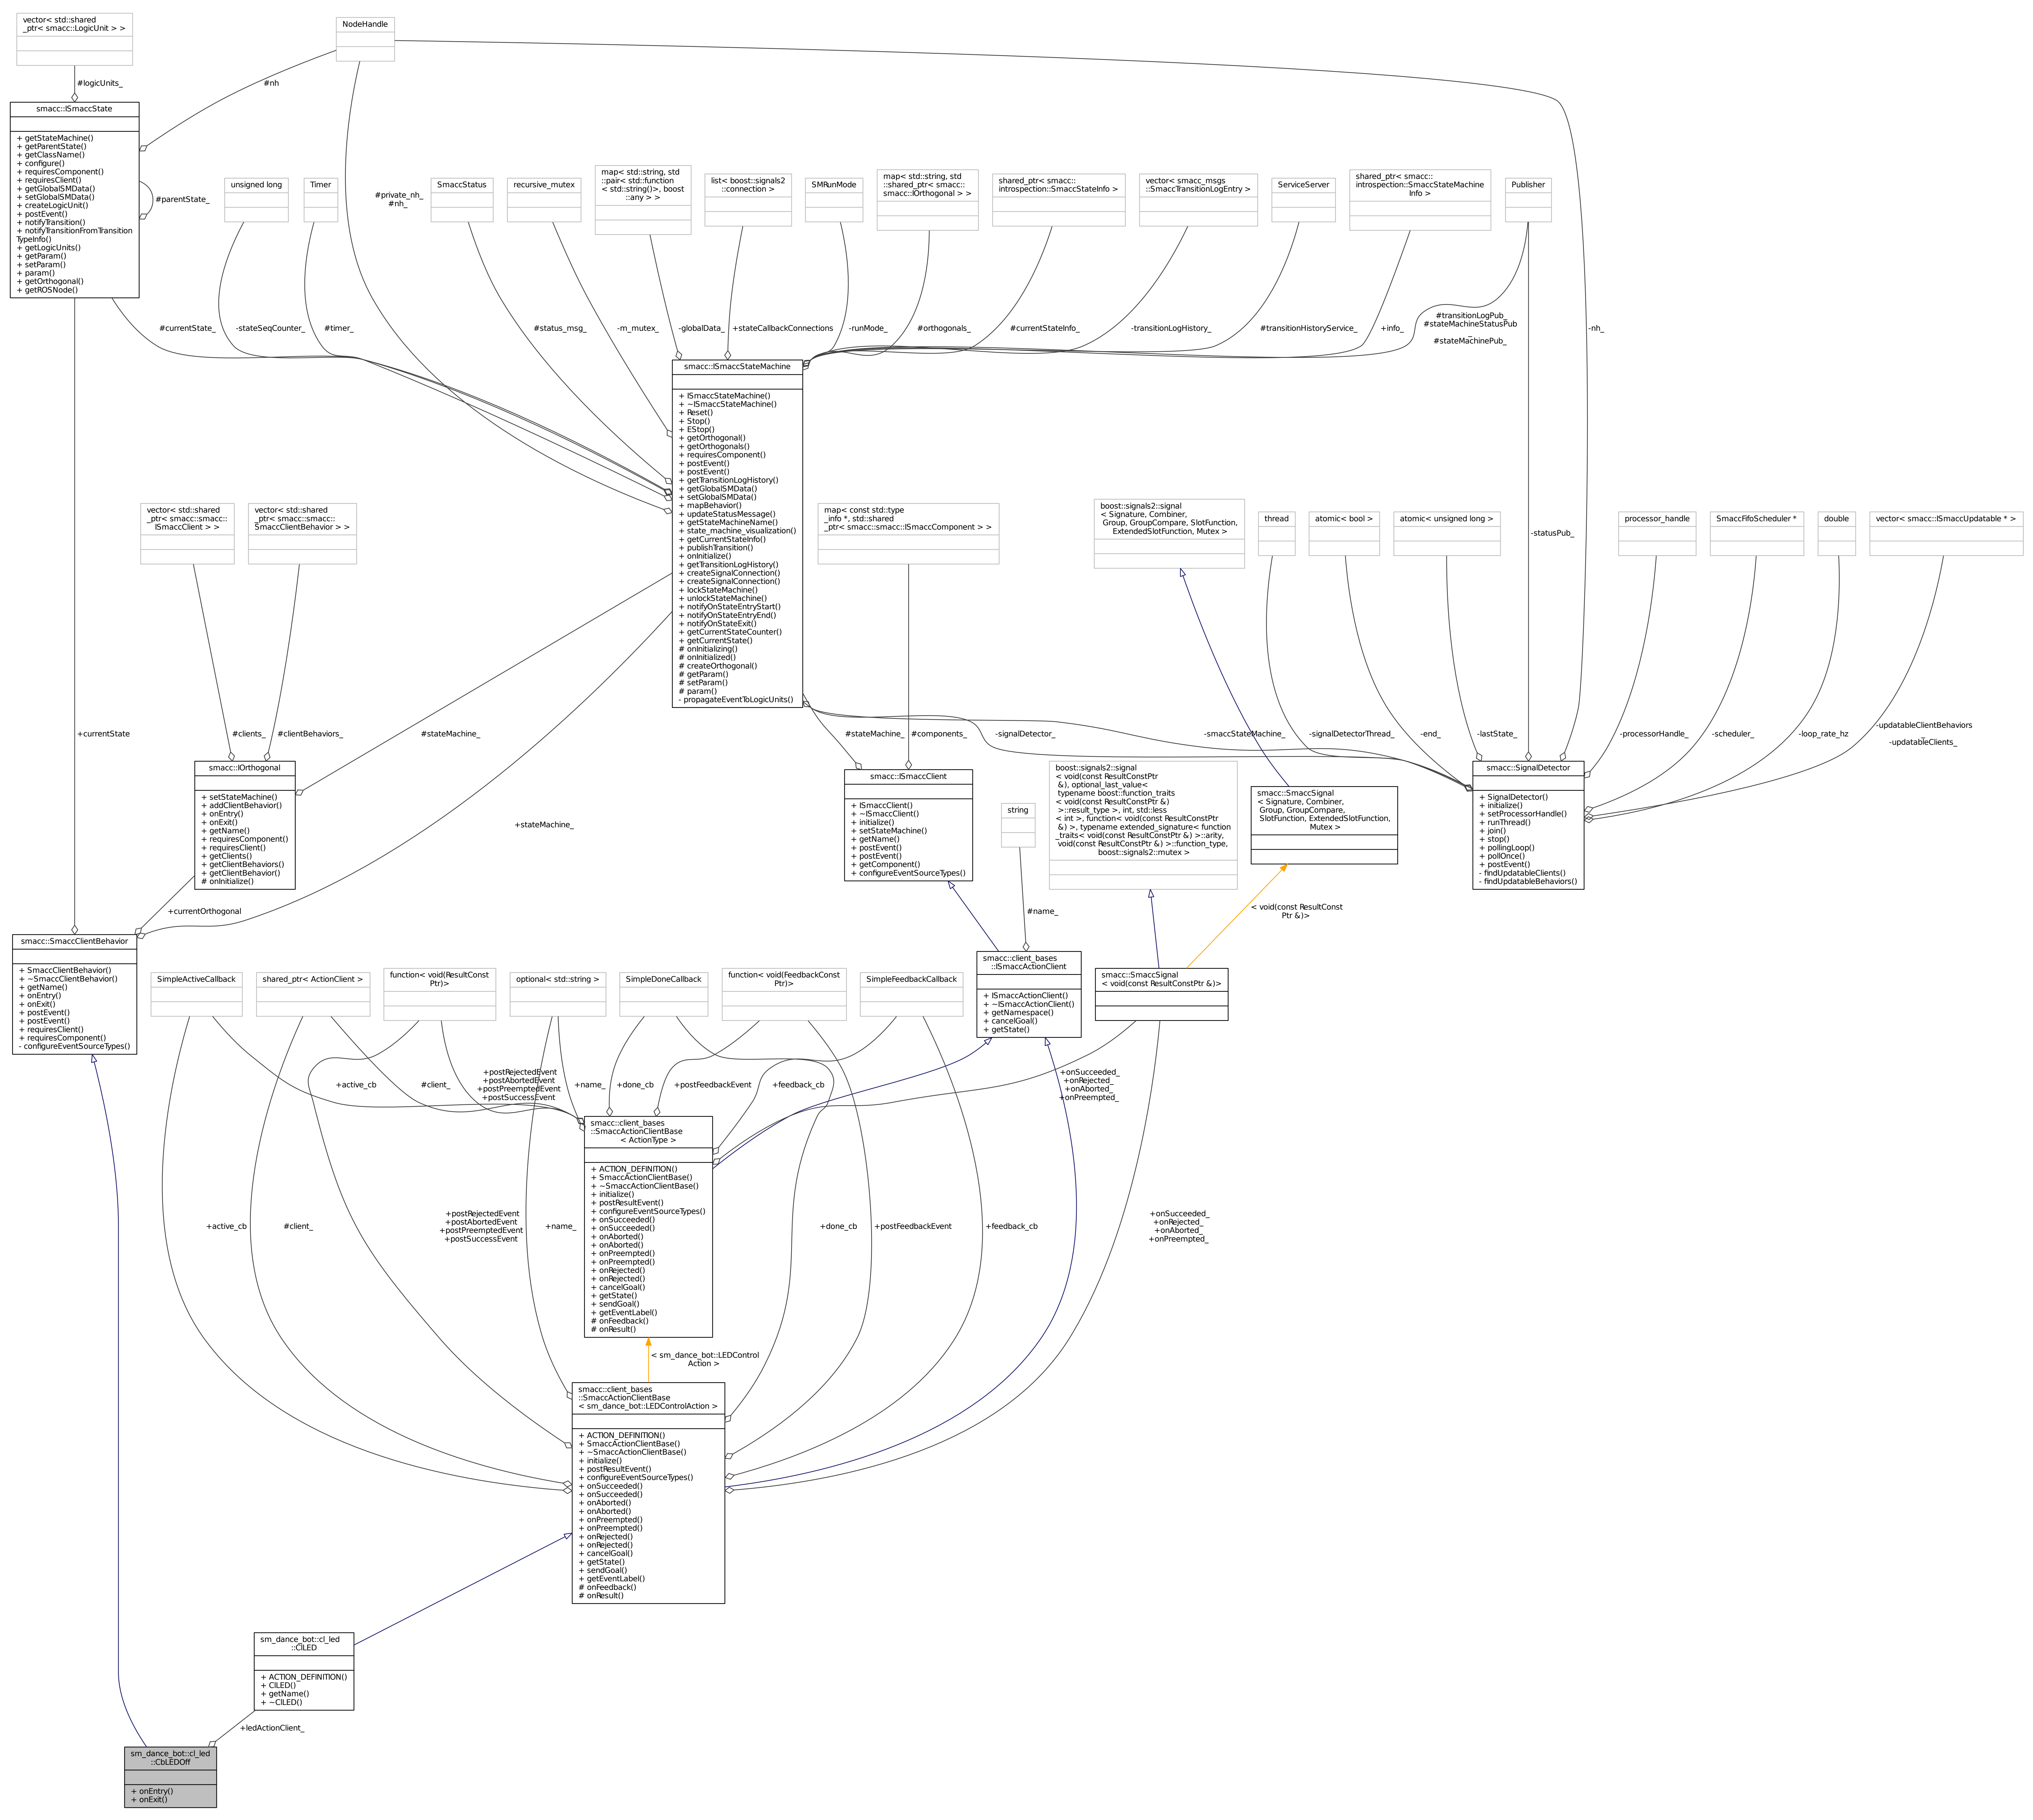 vector< std::shared
_ptr< smacc::LogicUnit > >
NodeHandle
#logicUnits_
#nh
smacc::ISmaccState
+ getStateMachine()
+ getParentState()
+ getClassName()
+ configure()
+ requiresComponent()
+ requiresClient()
+ getGlobalSMData()
+ setGlobalSMData()
+ createLogicUnit()
+ postEvent()
+ notifyTransition()
+ notifyTransitionFromTransition
TypeInfo()
+ getLogicUnits()
+ getParam()
+ setParam()
+ param()
+ getOrthogonal()
+ getROSNode()
#parentState_
unsigned long
Timer
#private_nh_
#nh_
SmaccStatus
recursive_mutex
map< std::string, std
::pair< std::function
< std::string()>, boost
::any > >
list< boost::signals2
::connection >
SMRunMode
map< std::string, std
::shared_ptr< smacc::
smacc::IOrthogonal > >
shared_ptr< smacc::
introspection::SmaccStateInfo >
vector< smacc_msgs
::SmaccTransitionLogEntry >
ServiceServer
shared_ptr< smacc::
introspection::SmaccStateMachine
Info >
Publisher
#currentState_
-stateSeqCounter_
#timer_
#status_msg_
-m_mutex_
-globalData_
+stateCallbackConnections
-runMode_
#orthogonals_
#currentStateInfo_
-transitionLogHistory_
#transitionHistoryService_
+info_
#transitionLogPub_
#stateMachineStatusPub
_
#stateMachinePub_
-nh_
smacc::ISmaccStateMachine
+ ISmaccStateMachine()
+ ~ISmaccStateMachine()
+ Reset()
+ Stop()
+ EStop()
+ getOrthogonal()
+ getOrthogonals()
+ requiresComponent()
+ postEvent()
+ postEvent()
+ getTransitionLogHistory()
+ getGlobalSMData()
+ setGlobalSMData()
+ mapBehavior()
+ updateStatusMessage()
+ getStateMachineName()
+ state_machine_visualization()
+ getCurrentStateInfo()
+ publishTransition()
+ onInitialize()
+ getTransitionLogHistory()
+ createSignalConnection()
+ createSignalConnection()
+ lockStateMachine()
+ unlockStateMachine()
+ notifyOnStateEntryStart()
+ notifyOnStateEntryEnd()
+ notifyOnStateExit()
+ getCurrentStateCounter()
+ getCurrentState()
# onInitializing()
# onInitialized()
# createOrthogonal()
# getParam()
# setParam()
# param()
- propagateEventToLogicUnits()
vector< std::shared
_ptr< smacc::smacc::
ISmaccClient > >
vector< std::shared
_ptr< smacc::smacc::
SmaccClientBehavior > >
map< const std::type
_info *, std::shared
_ptr< smacc::smacc::ISmaccComponent > >
boost::signals2::signal
< Signature, Combiner,
Group, GroupCompare, SlotFunction,
ExtendedSlotFunction, Mutex >
thread
atomic< bool >
atomic< unsigned long >
-statusPub_
processor_handle
SmaccFifoScheduler *
double
vector< smacc::ISmaccUpdatable * >
+currentState
#clients_
#clientBehaviors_
#stateMachine_
#stateMachine_
#components_
-signalDetector_
-smaccStateMachine_
-signalDetectorThread_
-end_
-lastState_
-processorHandle_
-scheduler_
-loop_rate_hz
-updatableClientBehaviors
_
-updatableClients_
smacc::IOrthogonal
+ setStateMachine()
+ addClientBehavior()
+ onEntry()
+ onExit()
+ getName()
+ requiresComponent()
+ requiresClient()
+ getClients()
+ getClientBehaviors()
+ getClientBehavior()
# onInitialize()
+stateMachine_
smacc::ISmaccClient
+ ISmaccClient()
+ ~ISmaccClient()
+ initialize()
+ setStateMachine()
+ getName()
+ postEvent()
+ postEvent()
+ getComponent()
+ configureEventSourceTypes()
string
boost::signals2::signal
< void(const ResultConstPtr
&), optional_last_value<
typename boost::function_traits
< void(const ResultConstPtr &)
>::result_type >, int, std::less
< int >, function< void(const ResultConstPtr
&) >, typename extended_signature< function
_traits< void(const ResultConstPtr &) >::arity,
void(const ResultConstPtr &) >::function_type,
boost::signals2::mutex >
smacc::SmaccSignal
< Signature, Combiner,
Group, GroupCompare,
SlotFunction, ExtendedSlotFunction,
Mutex >
smacc::SignalDetector
+ SignalDetector()
+ initialize()
+ setProcessorHandle()
+ runThread()
+ join()
+ stop()
+ pollingLoop()
+ pollOnce()
+ postEvent()
- findUpdatableClients()
- findUpdatableBehaviors()
+currentOrthogonal
#name_
< void(const ResultConst
Ptr &)>
smacc::SmaccClientBehavior
+ SmaccClientBehavior()
+ ~SmaccClientBehavior()
+ getName()
+ onEntry()
+ onExit()
+ postEvent()
+ postEvent()
+ requiresClient()
+ requiresComponent()
- configureEventSourceTypes()
SimpleActiveCallback
shared_ptr< ActionClient >
function< void(ResultConst
Ptr)>
optional< std::string >
SimpleDoneCallback
function< void(FeedbackConst
Ptr)>
SimpleFeedbackCallback
smacc::client_bases
::ISmaccActionClient
+ ISmaccActionClient()
+ ~ISmaccActionClient()
+ getNamespace()
+ cancelGoal()
+ getState()
smacc::SmaccSignal
< void(const ResultConstPtr &)>
+active_cb
#client_
+postRejectedEvent
+postAbortedEvent
+postPreemptedEvent
+postSuccessEvent
+name_
+done_cb
+postFeedbackEvent
+feedback_cb
+onSucceeded_
+onRejected_
+onAborted_
+onPreempted_
smacc::client_bases
::SmaccActionClientBase
< ActionType >
+ ACTION_DEFINITION()
+ SmaccActionClientBase()
+ ~SmaccActionClientBase()
+ initialize()
+ postResultEvent()
+ configureEventSourceTypes()
+ onSucceeded()
+ onSucceeded()
+ onAborted()
+ onAborted()
+ onPreempted()
+ onPreempted()
+ onRejected()
+ onRejected()
+ cancelGoal()
+ getState()
+ sendGoal()
+ getEventLabel()
# onFeedback()
# onResult()
+active_cb
#client_
+postRejectedEvent
+postAbortedEvent
+postPreemptedEvent
+postSuccessEvent
+name_
+done_cb
+postFeedbackEvent
+feedback_cb
+onSucceeded_
+onRejected_
+onAborted_
+onPreempted_
< sm_dance_bot::LEDControl
Action >
smacc::client_bases
::SmaccActionClientBase
< sm_dance_bot::LEDControlAction >
+ ACTION_DEFINITION()
+ SmaccActionClientBase()
+ ~SmaccActionClientBase()
+ initialize()
+ postResultEvent()
+ configureEventSourceTypes()
+ onSucceeded()
+ onSucceeded()
+ onAborted()
+ onAborted()
+ onPreempted()
+ onPreempted()
+ onRejected()
+ onRejected()
+ cancelGoal()
+ getState()
+ sendGoal()
+ getEventLabel()
# onFeedback()
# onResult()
sm_dance_bot::cl_led
::ClLED
+ ACTION_DEFINITION()
+ ClLED()
+ getName()
+ ~ClLED()
+ledActionClient_
sm_dance_bot::cl_led
::CbLEDOff
+ onEntry()
+ onExit()